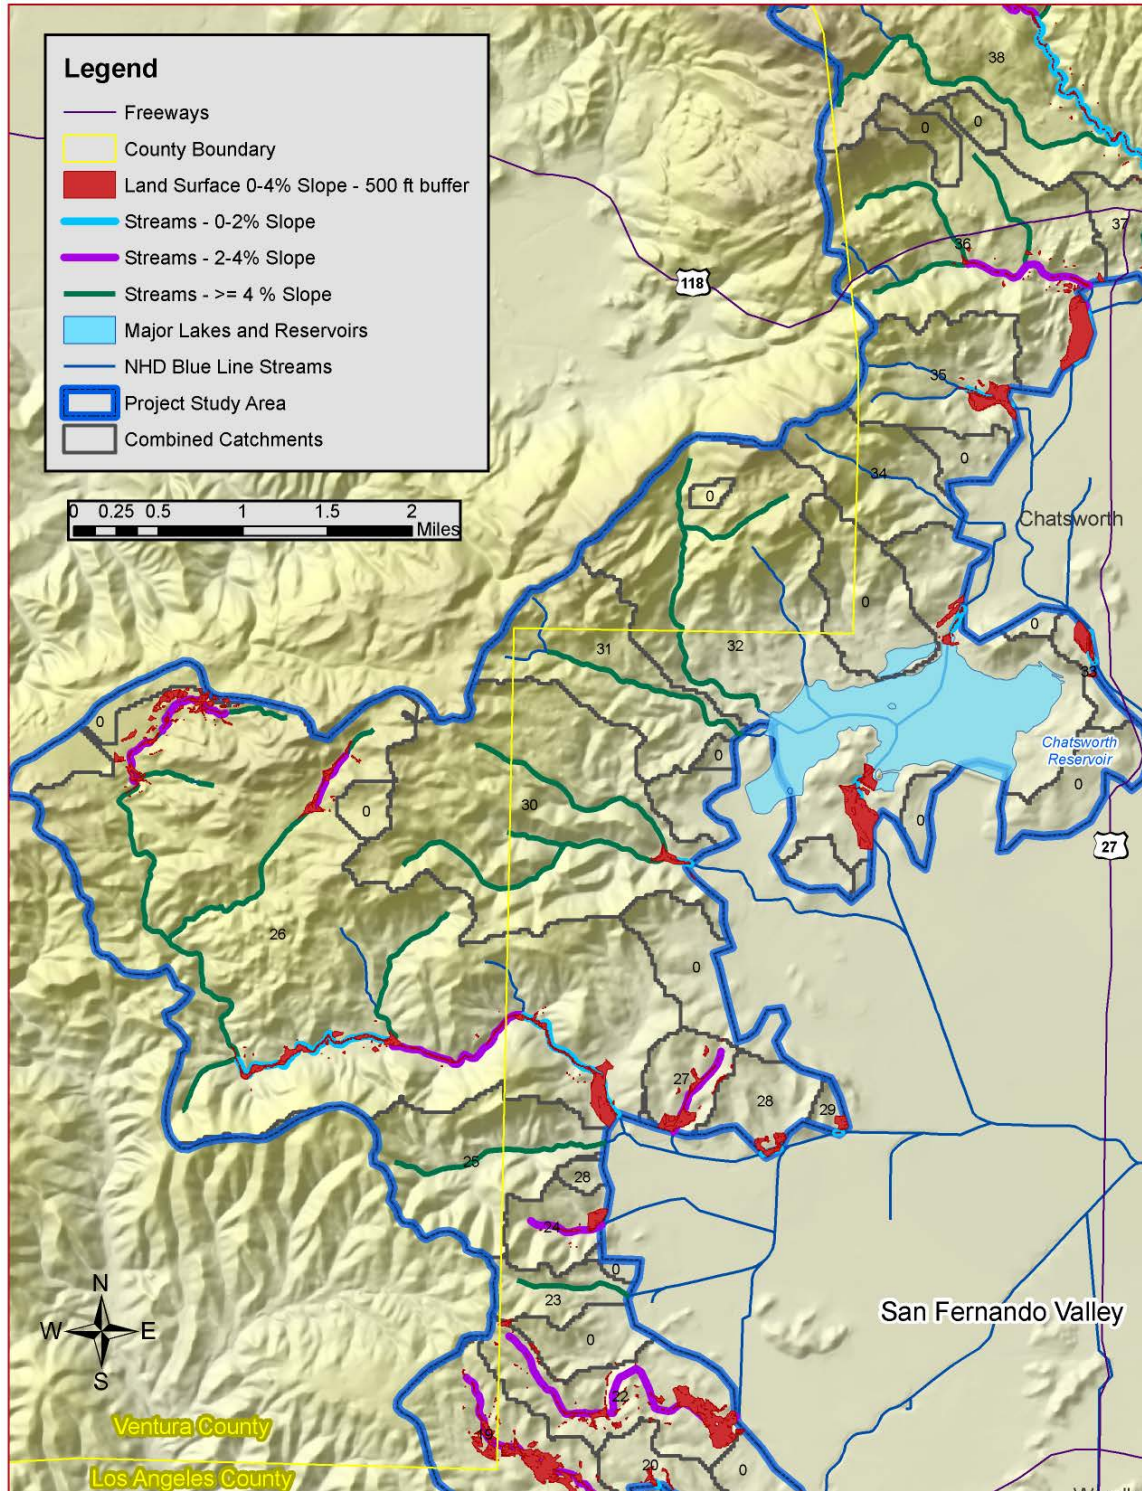 Legend
Freeways
County Boundary
Land Surface 0-4% Slope - 500 ft buffer
Streams - 0-2% Slope
Streams - 2-4% Slope
Streams - >= 4 % Slope
Major Lakes and Reservoirs
NHD Blue Line Streams
Project Study Area
Combined Catchments
0 0.25 0.5 1 1.5 2
Miles
38
0
0
37
36
118
35
34
0
0
Chatsworth
0
31
32
0
33
0
Chatsworth
Reservoir
0
0
30
0
0
27
26
0
27
28
29
25
28
24
0
23
0
San Fernando Valley
N
W E
S
22
19
20
0
Ventura County
Los Angeles County